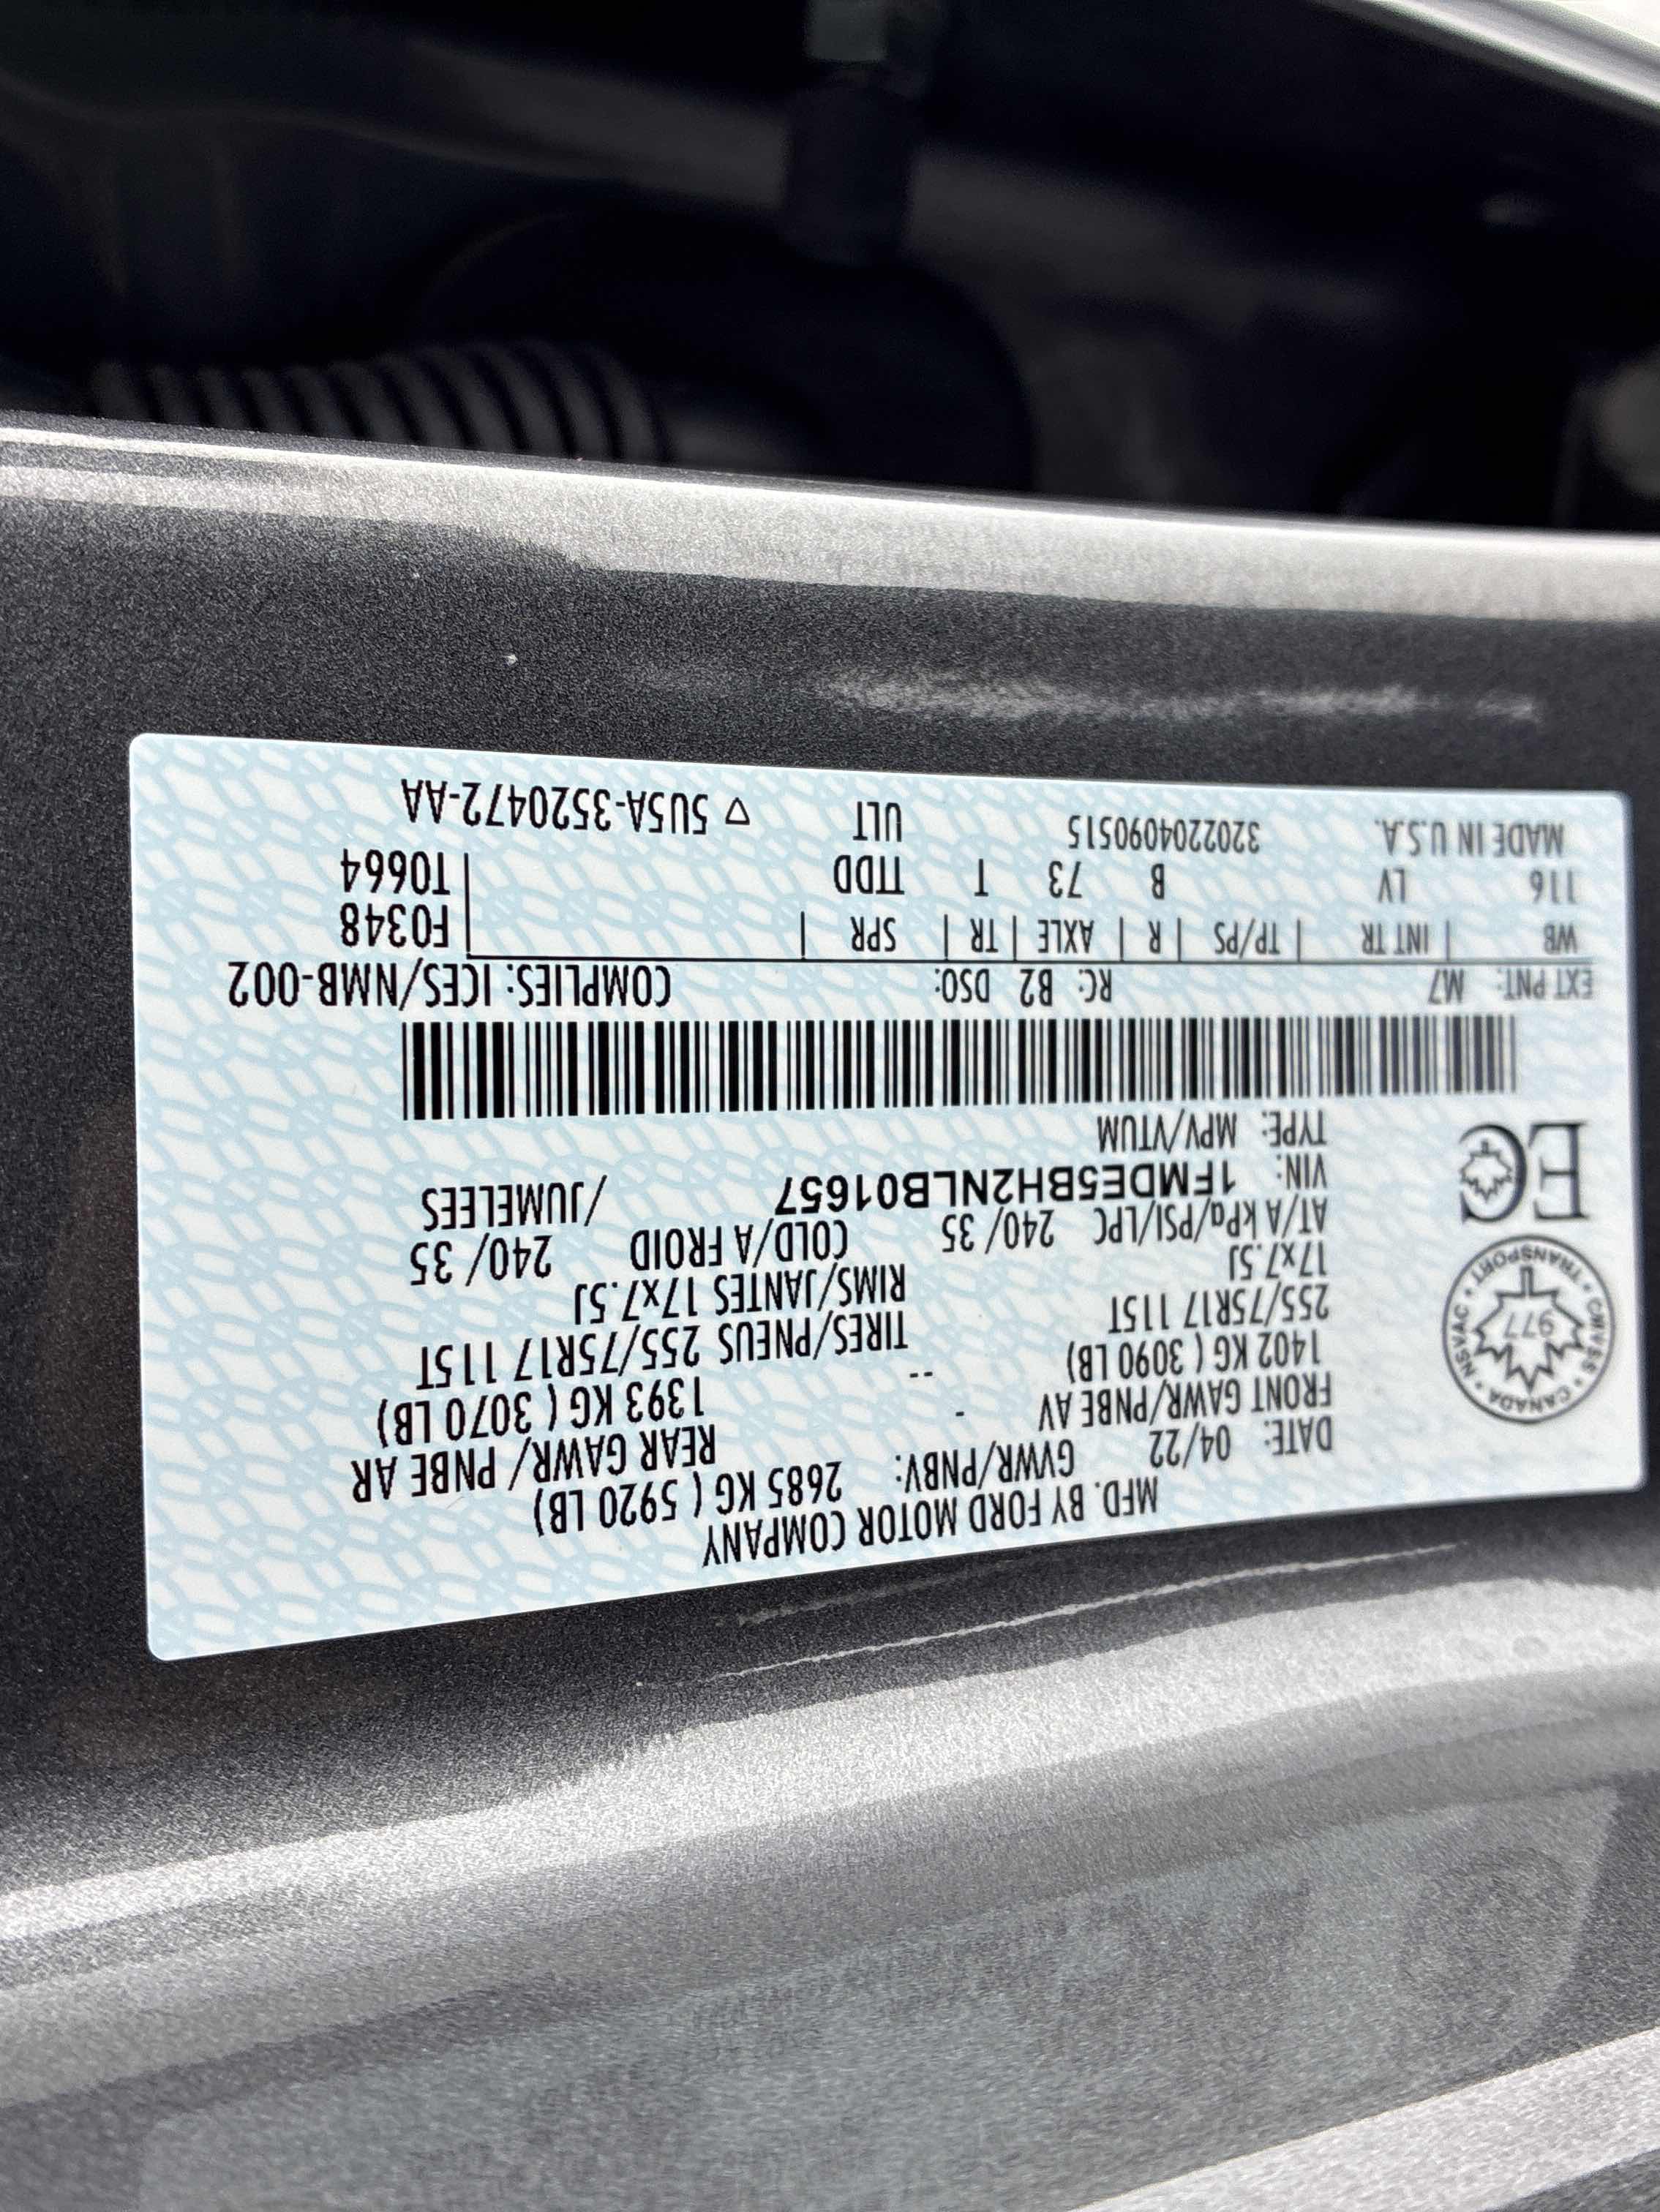 MFD. BY FORD MOTOR COMPANY
DATE: 04/22 GVWR/PNBV: 2685 KG ( 5920 LB)
FRONT GAWR/PNBE AV - REAR GAWR/ PNBE AR
1402 KG ( 3090 LB) -- 1393 KG ( 3070 LB)
255/75R17 115T TIRES/PNEUS 255/75R17 115T
17x7.5J RIMS/JANTES 17x7.5J
AT/A kPa/PSI/LPC 240/ 35 COLD/A FROID 240/ 35
VIN: 1FMDE5BH2NLB01657 /JUMELEES
TYPE: MPV/VTUM
CMVSS • CANADA • NSVAC • TRANSPORT •
977
EC
EXT PNT: M7 RC: B2 DSO: COMPLIES: ICES/NMB-002
WB | INT TR | TP/PS | R | AXLE | TR | SPR | F0348
116 LV B 73 T TTDD T0664
MADE IN U.S.A. 320220409051​5 ULT ▽ 5U5A-3520472-AA